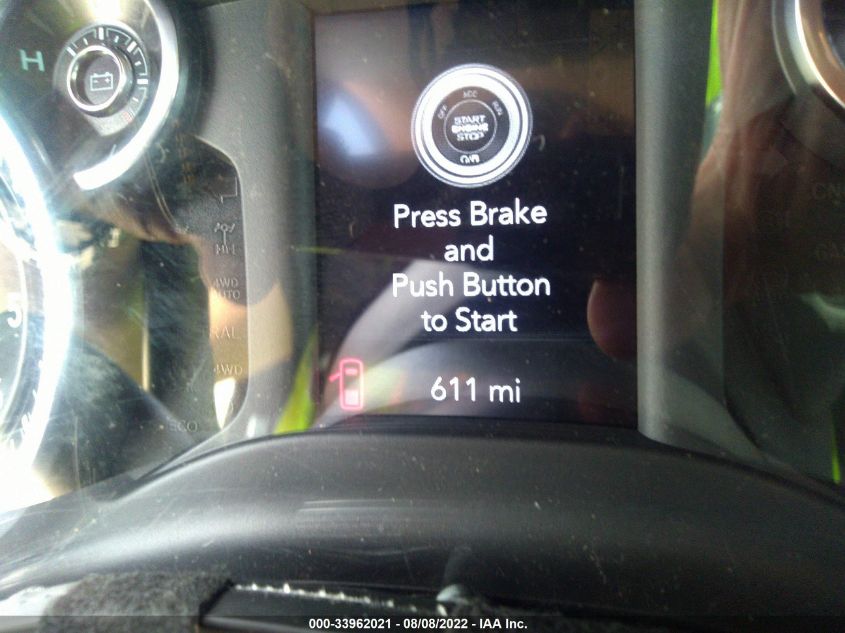 H
OFF ACC RUN
START
ENGINE
STOP
Press Brake
and
Push Button
to Start
4WD
AUTO
4WD
ECO
611 mi
000-33962021 - 08/08/2022 - IAA Inc.